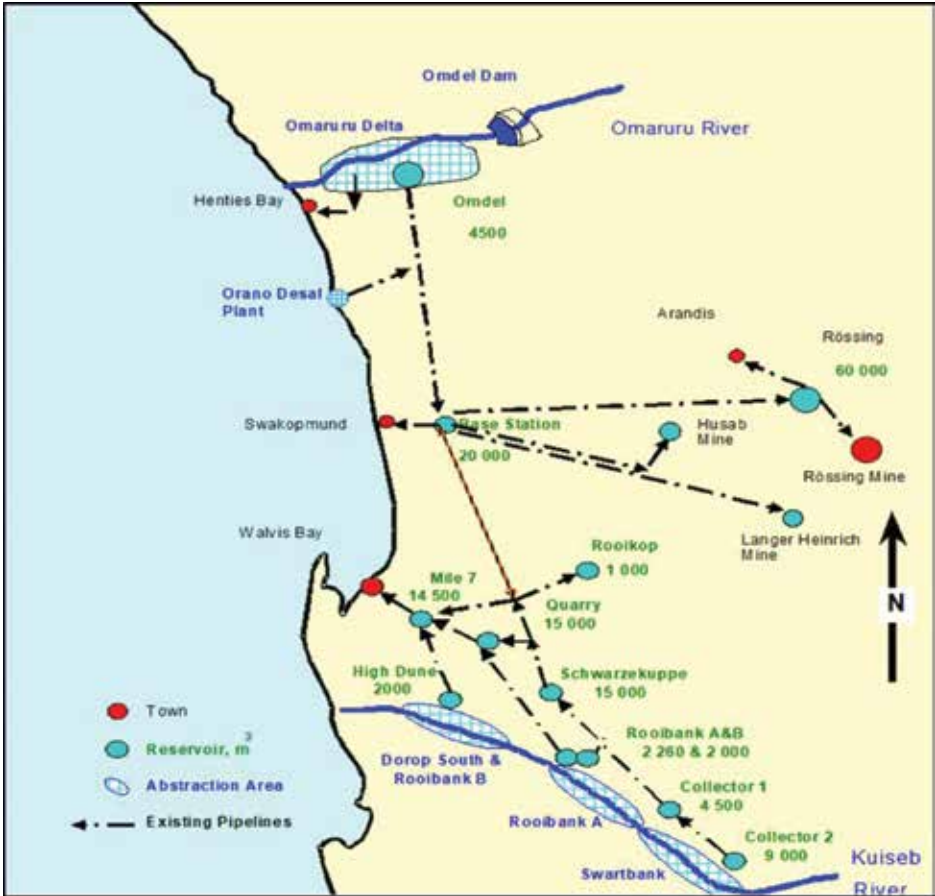 Omdel Dam
Omaruru Delta
Omaruru River
Henties Bay
Omdel
4500
Orano Desal
Plant
Arandis
Rössing
60 000
Swakopmund
Base Station
20 000
Husab
Mine
Rössing Mine
Langer Heinrich
Mine
Walvis Bay
Rooikop
1 000
Mile 7
14 500
Quarry
15 000
N
High Dune
2000
Schwarzekuppe
15 000
Town
Reservoir, m3
Abstraction Area
Existing Pipelines
Dorop South &
Rooibank B
Rooibank A&B
2 260 & 2 000
Rooibank A
Collector 1
4 500
Swartbank
Collector 2
9 000
Kuiseb
River